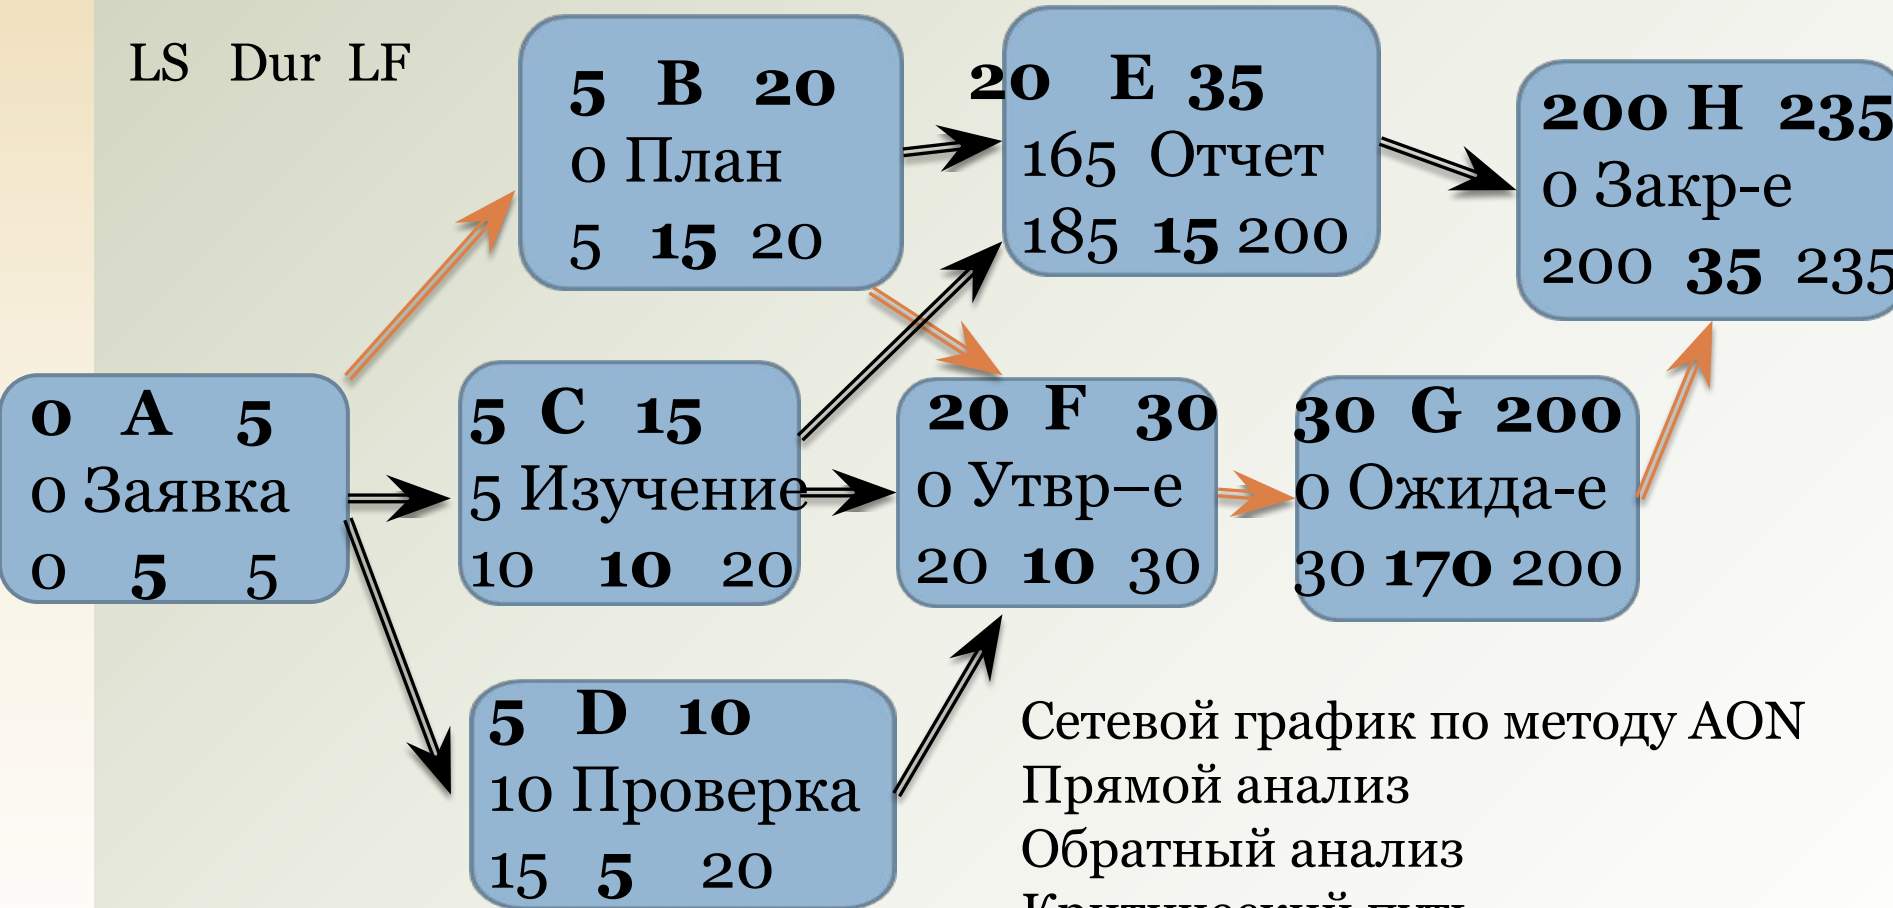 LS Dur LF
5 B 20
0 План
5 15 20
20 E 35
165 Отчет
185 15 200
200 H 235
0 Закр-е
200 35 235
0 A 5
0 Заявка
0 5 5
5 C 15
5 Изучение
10 10 20
20 F 30
0 Утвр–е
20 10 30
30 G 200
0 Ожида-е
30 170 200
5 D 10
10 Проверка
15 5 20
Сетевой график по методу AON
Прямой анализ
Обратный анализ
Критический путь